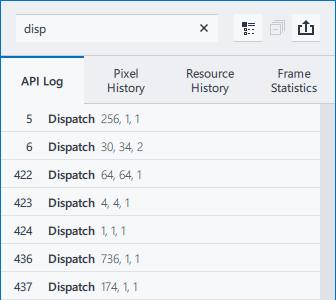 disp
API Log
Pixel History
Resource History
Frame Statistics
5 Dispatch 256, 1, 1
6 Dispatch 30, 34, 2
422 Dispatch 64, 64, 1
423 Dispatch 4, 4, 1
424 Dispatch 1, 1, 1
436 Dispatch 736, 1, 1
437 Dispatch 174, 1, 1